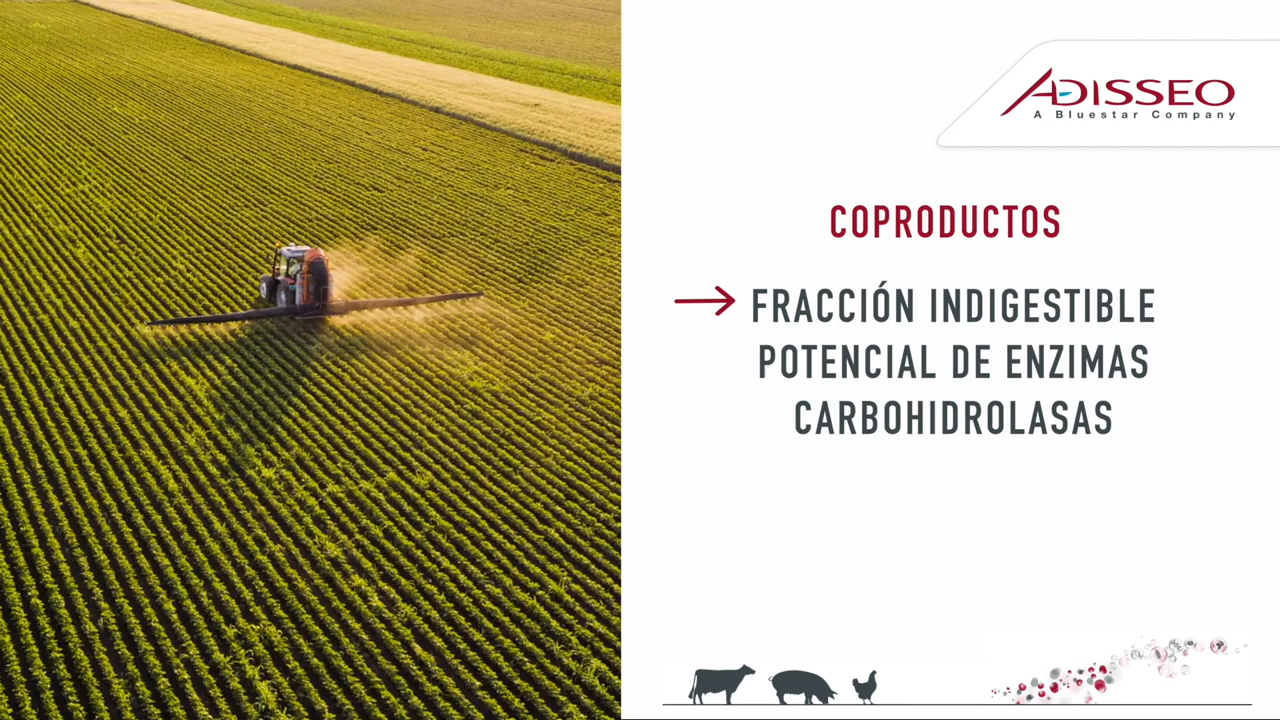 ADISSEO
A Bluestar Company
COPRODUCTOS
FRACCIÓN INDIGESTIBLE
POTENCIAL DE ENZIMAS
CARBOHIDROLASAS